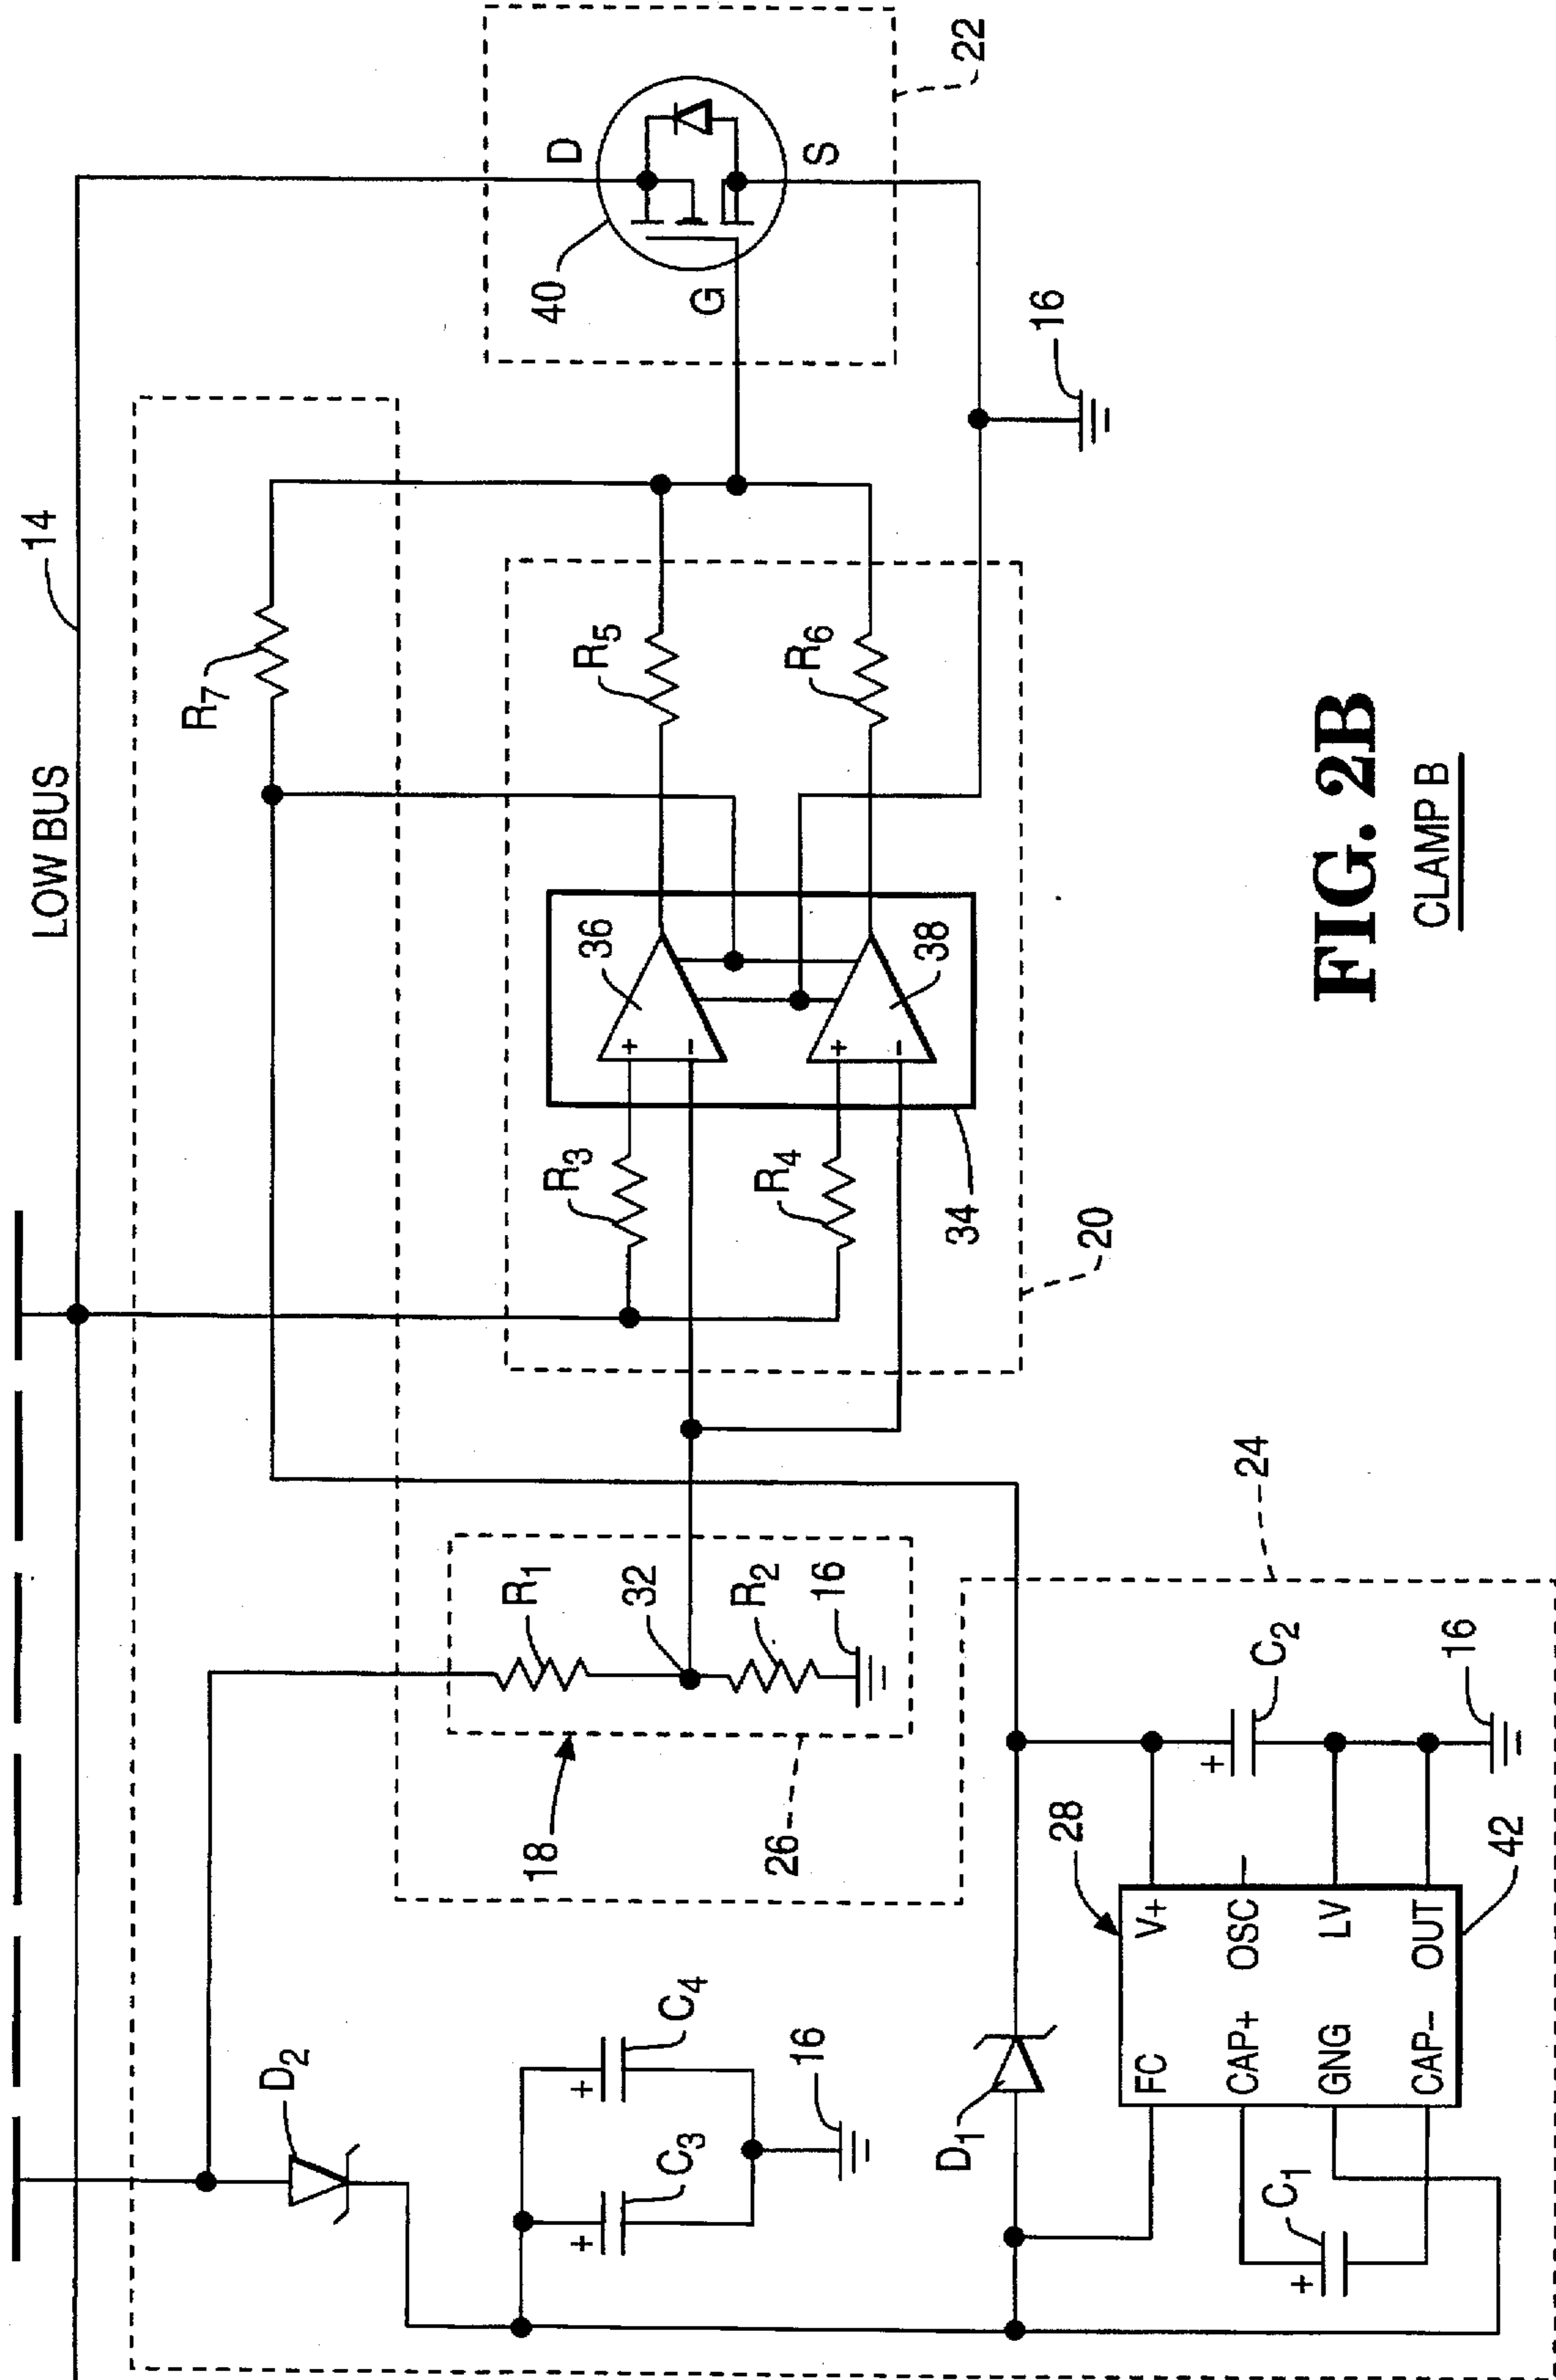 LOW BUS
14
R7
D
40
G
S
22
16
R5
R6
36
38
+
-
+
-
R3
R4
34
20
R1
32
R2
16
18
26
24
D2
+
C3
+
C4
16
D1
28
FC
V+
CAP+
OSC
GNG
LV
CAP-
OUT
42
+
C1
+
C2
16
FIG. 2B
CLAMP B